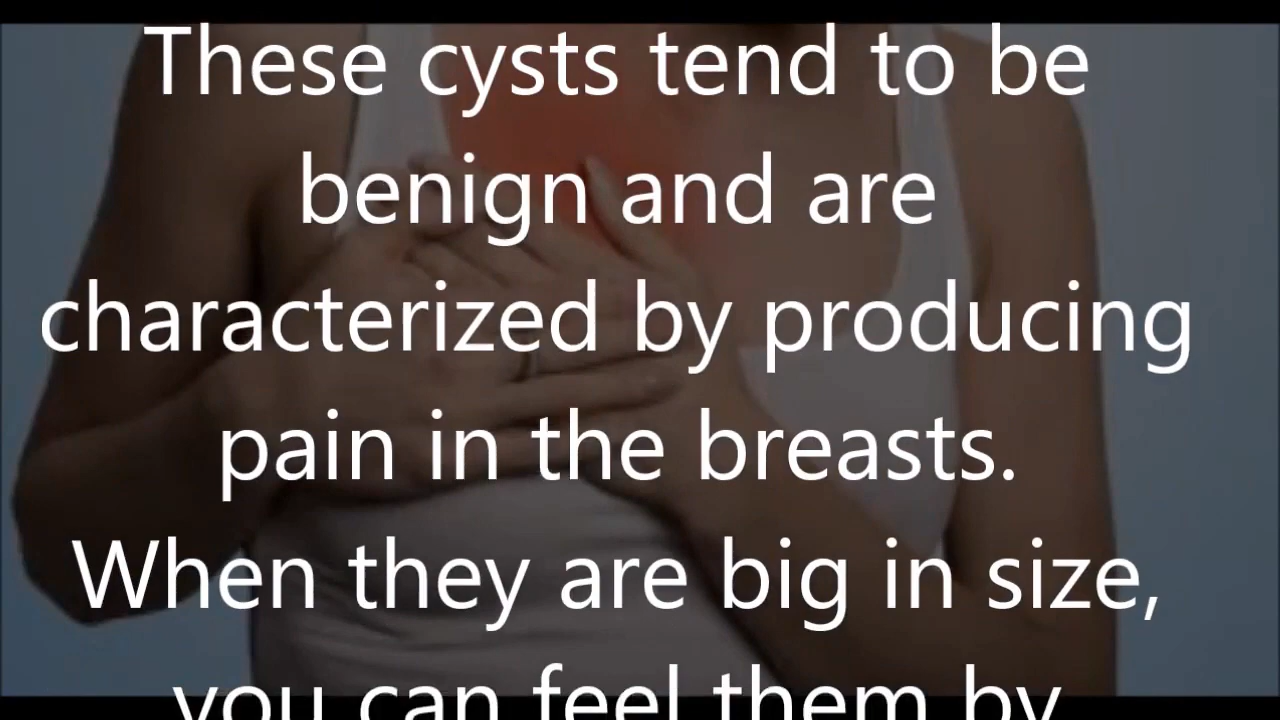 These cysts tend to be
benign and are
characterized by producing
pain in the breasts.
When they are big in size,
you can feel them by